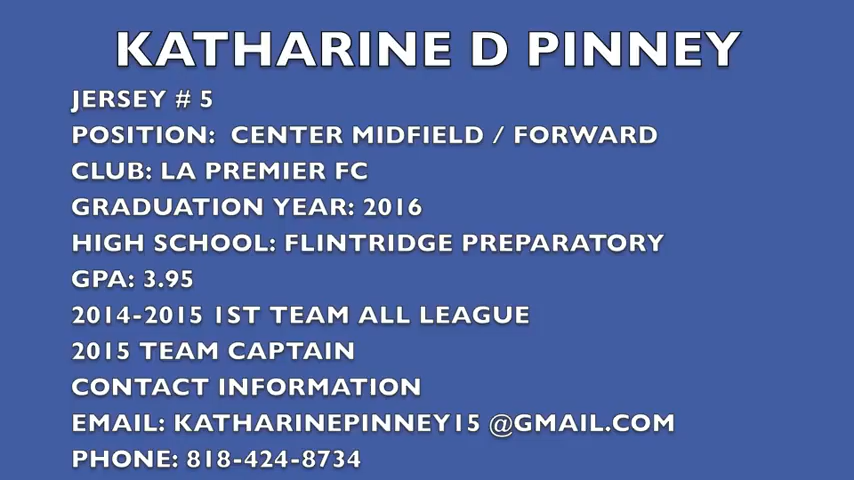 KATHARINE D PINNEY
JERSEY # 5
POSITION:  CENTER MIDFIELD / FORWARD
CLUB: LA PREMIER FC
GRADUATION YEAR: 2016
HIGH SCHOOL: FLINTRIDGE PREPARATORY
GPA: 3.95
2014-2015 1ST TEAM ALL LEAGUE
2015 TEAM CAPTAIN
CONTACT INFORMATION
EMAIL: KATHARINEPINNEY15 @GMAIL.COM
PHONE: 818-424-8734